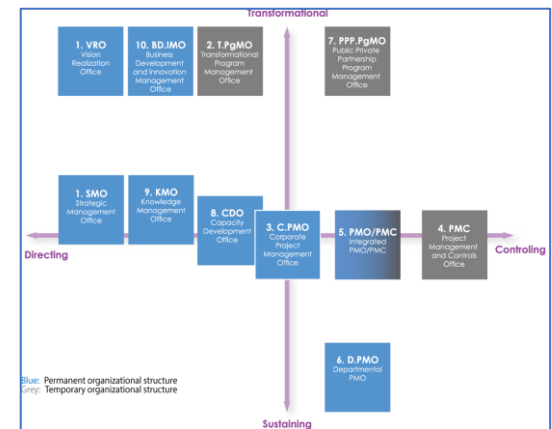 Transformational
1. VRO
Vision
Realization
Office
10. BD.IMO
Business
Development
and Innovation
Management
Office
2. T.PgMO
Transformational
Program
Management
Office
7. PPP.PgMO
Public Private
Partnership
Program
Management
Office
1. SMO
Strategic
Management
Office
9. KMO
Knowledge
Management
Office
8. CDO
Capacity
Development
Office
3. C.PMO
Corporate
Project
Management
Office
5. PMO/PMC
Integrated
PMO/PMC
4. PMC
Project
Management
and Controls
Office
Directing
Controling
6. D.PMO
Departmental
PMO
Blue: Permanent organizational structure
Grey: Temporary organizational structure
Sustaining